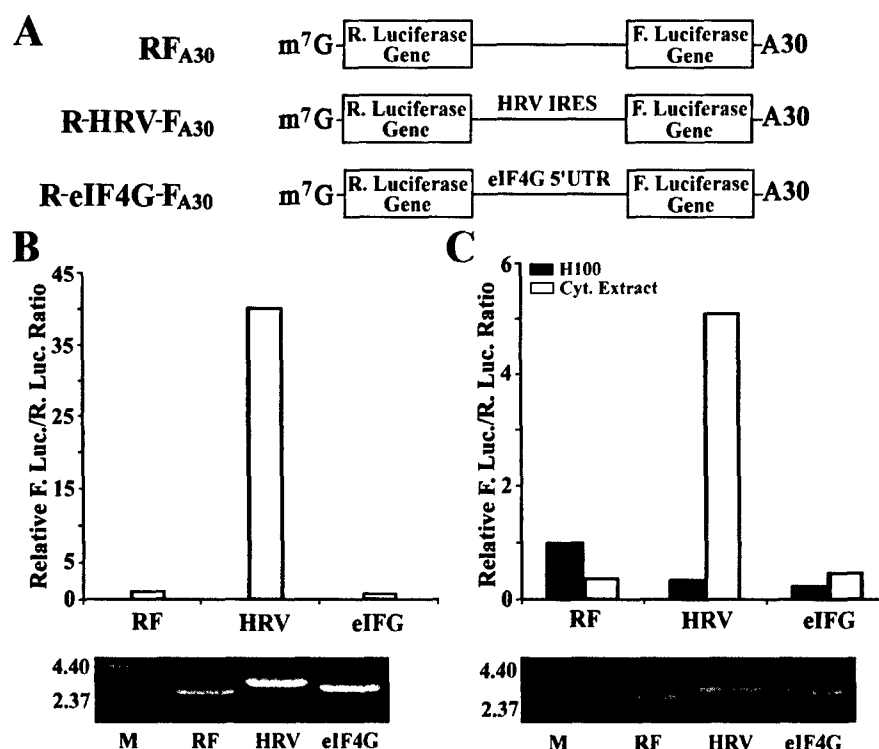 A
RFA30 m⁷G R. Luciferase Gene F. Luciferase Gene A30
R-HRV-FA30 m⁷G R. Luciferase Gene HRV IRES F. Luciferase Gene A30
R-eIF4G-FA30 m⁷G R. Luciferase Gene eIF4G 5'UTR F. Luciferase Gene A30
B
Relative F. Luc./R. Luc. Ratio
45
35
25
15
5
0
RF HRV eIFG
4.40
2.37
M RF HRV eIF4G
C
H100
Cyt. Extract
Relative F. Luc./R. Luc. Ratio
6
4
2
0
RF HRV eIFG
4.40
2.37
M RF HRV eIF4G